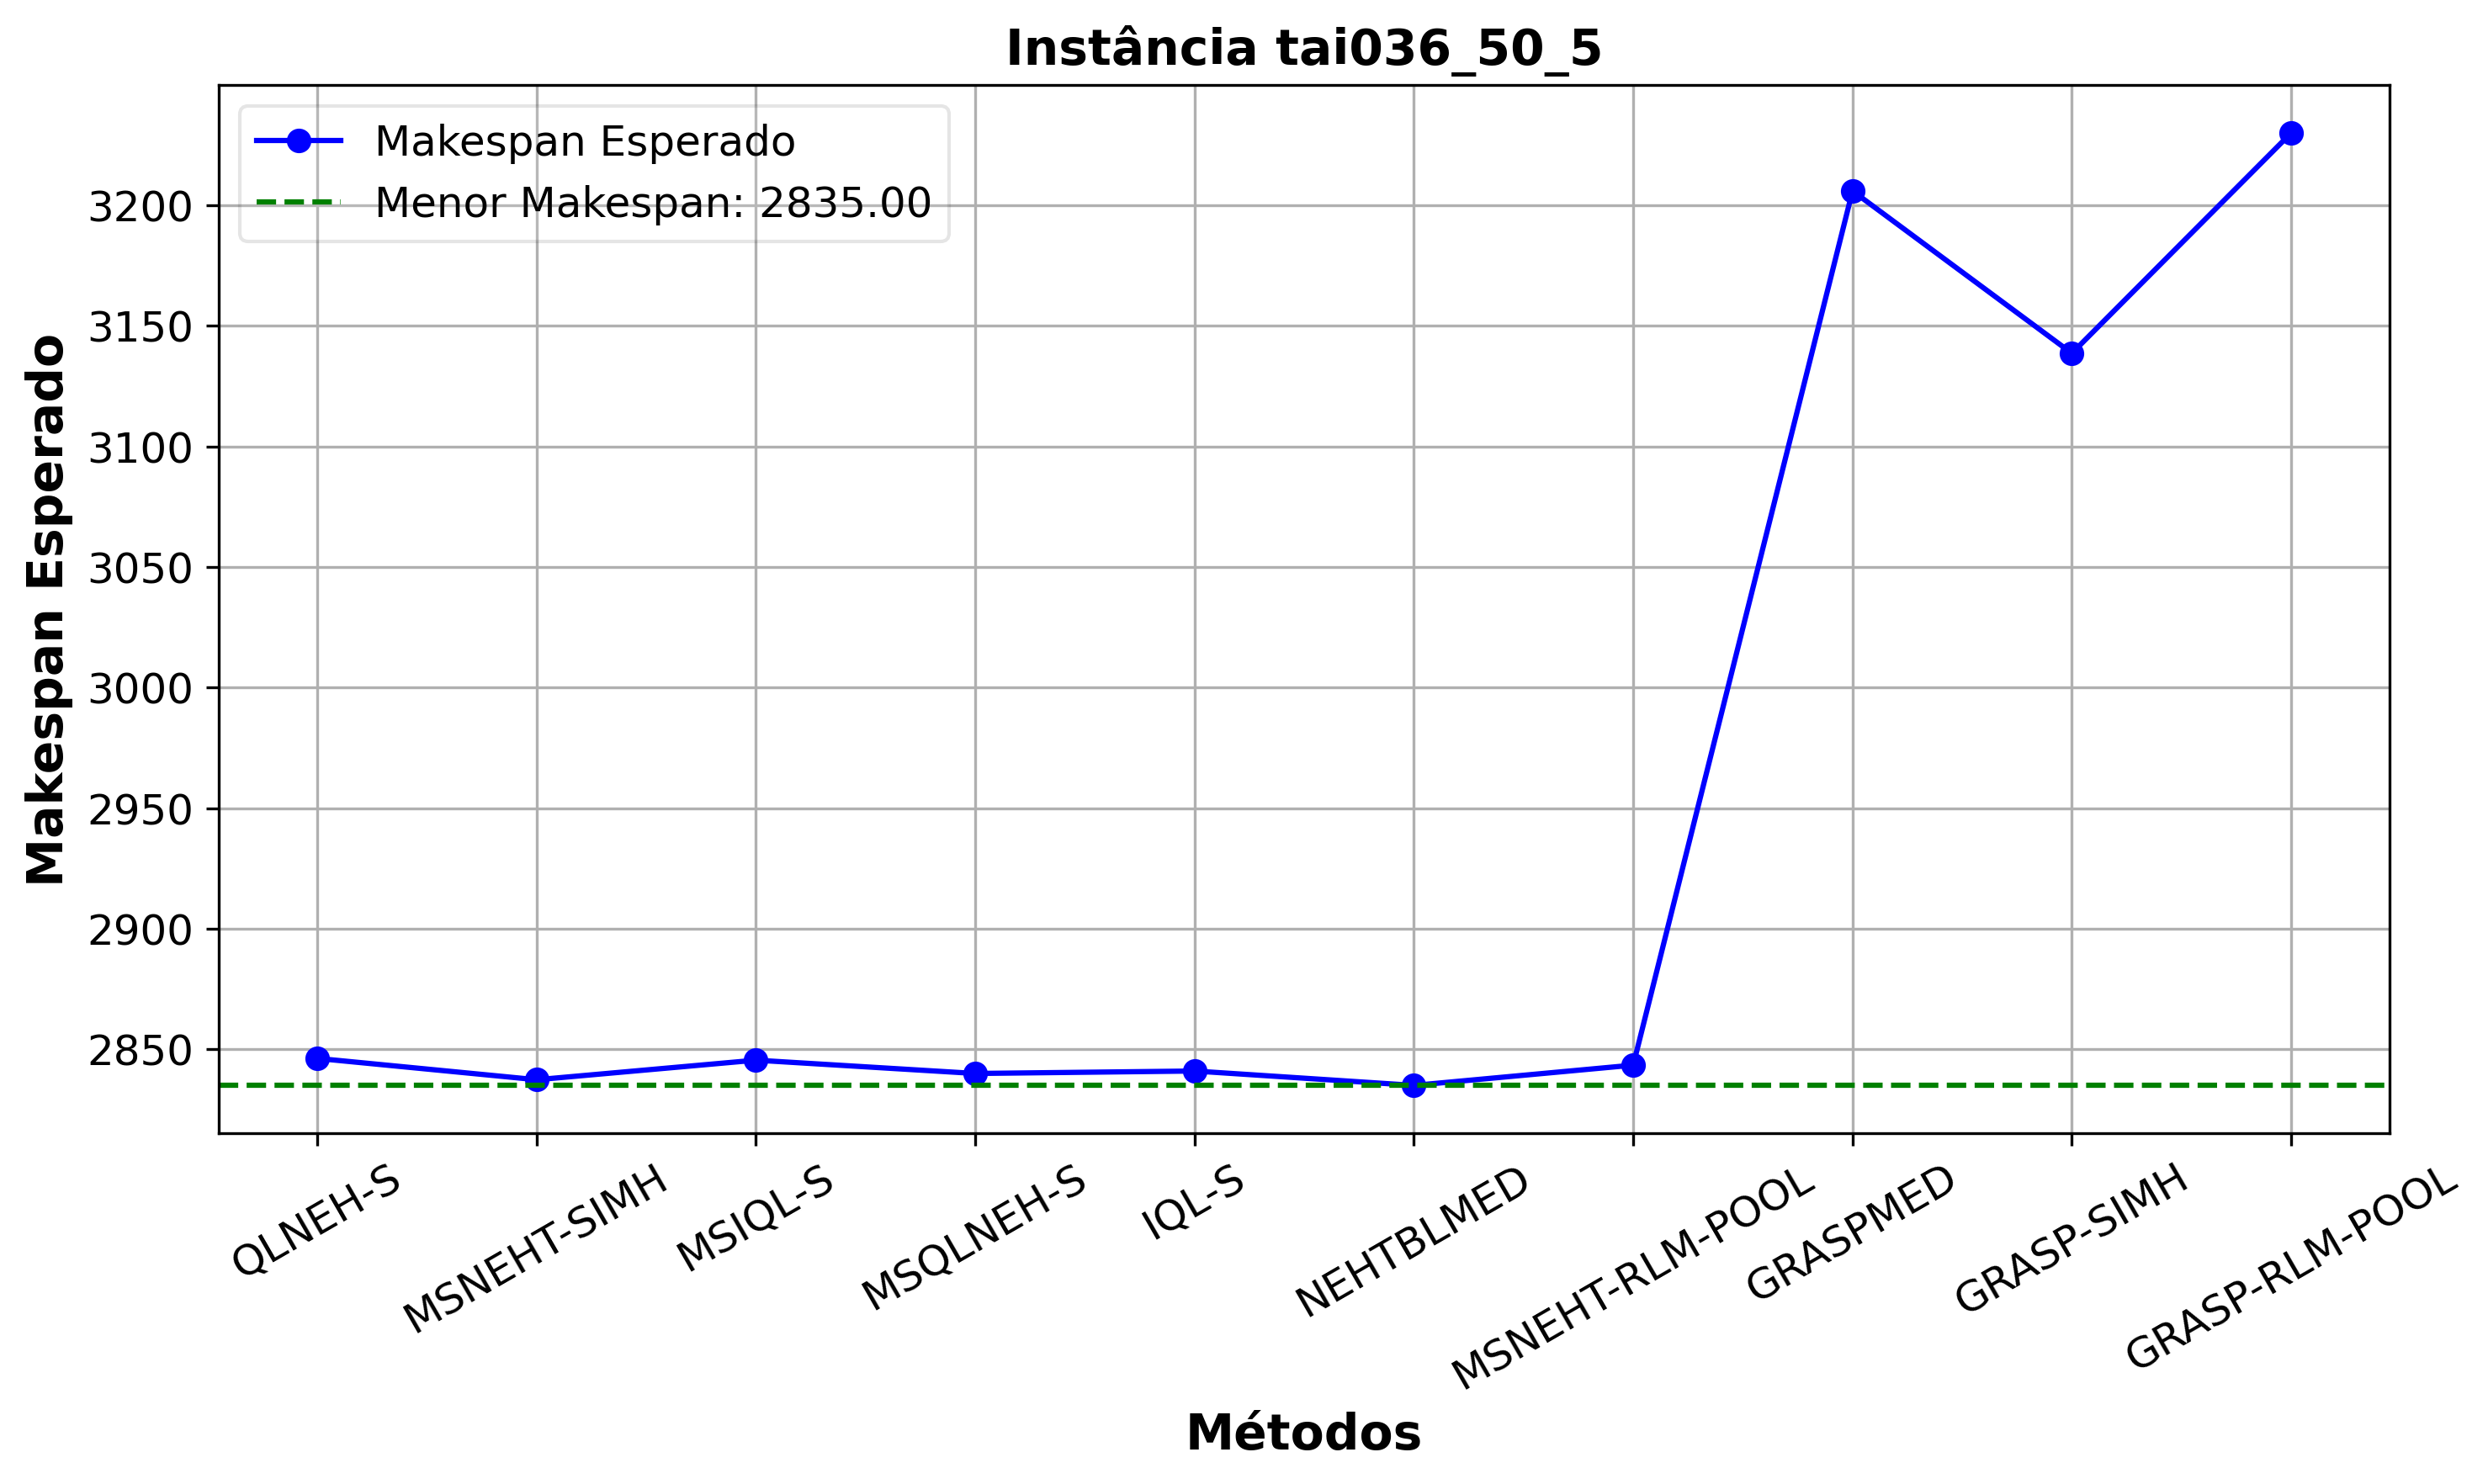 Instância tai036_50_5
Makespan Esperado
Menor Makespan: 2835.00
Makespan Esperado
3200
3150
3100
3050
3000
2950
2900
2850
QLNEH-S
MSNEHT-SIMH
MSIQL-S
MSQLNEH-S
IQL-S
NEHTBLMED
MSNEHT-RLM-POOL
GRASPMED
GRASP-SIMH
GRASP-RLM-POOL
Métodos